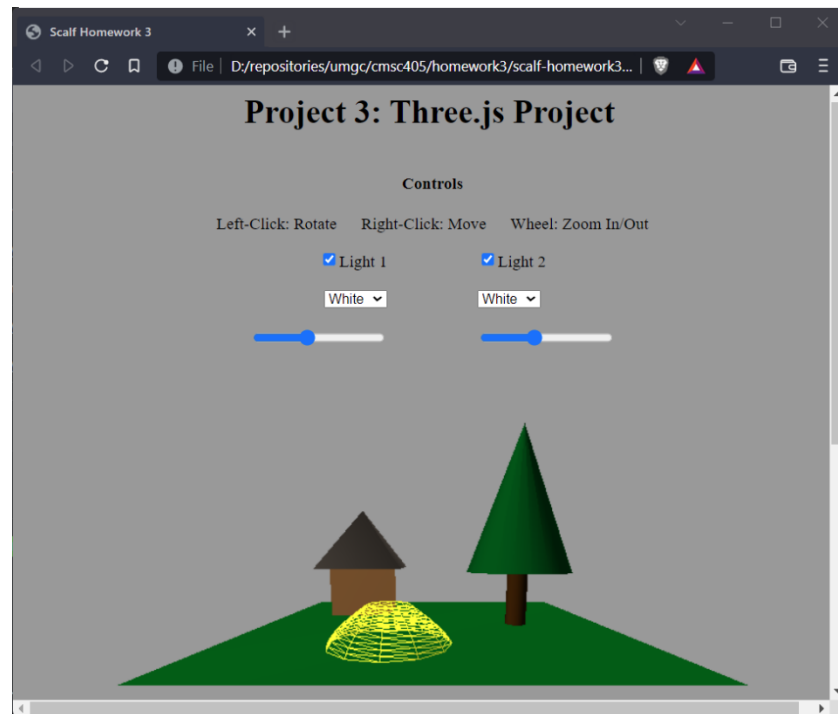 Scalf Homework 3
File D:/repositories/umgc/cmsc405/homework3/scalf-homework3...
Project 3: Three.js Project
Controls
Left-Click: Rotate Right-Click: Move Wheel: Zoom In/Out
Light 1 Light 2
White White